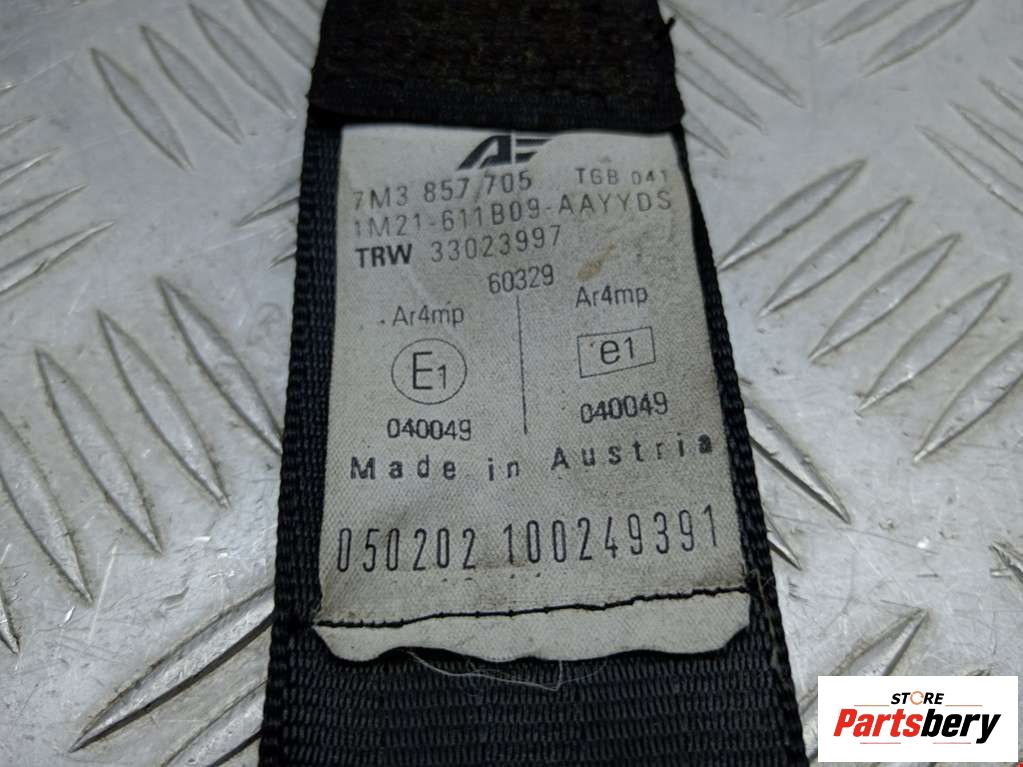 7M3 857 705 TGB 041
1M21-611B09-AAYYDS
TRW 33023997
60329
Ar4mp Ar4mp
E1 e1
040049 040049
Made in Austria
050202 100249391
STORE
Partsbery